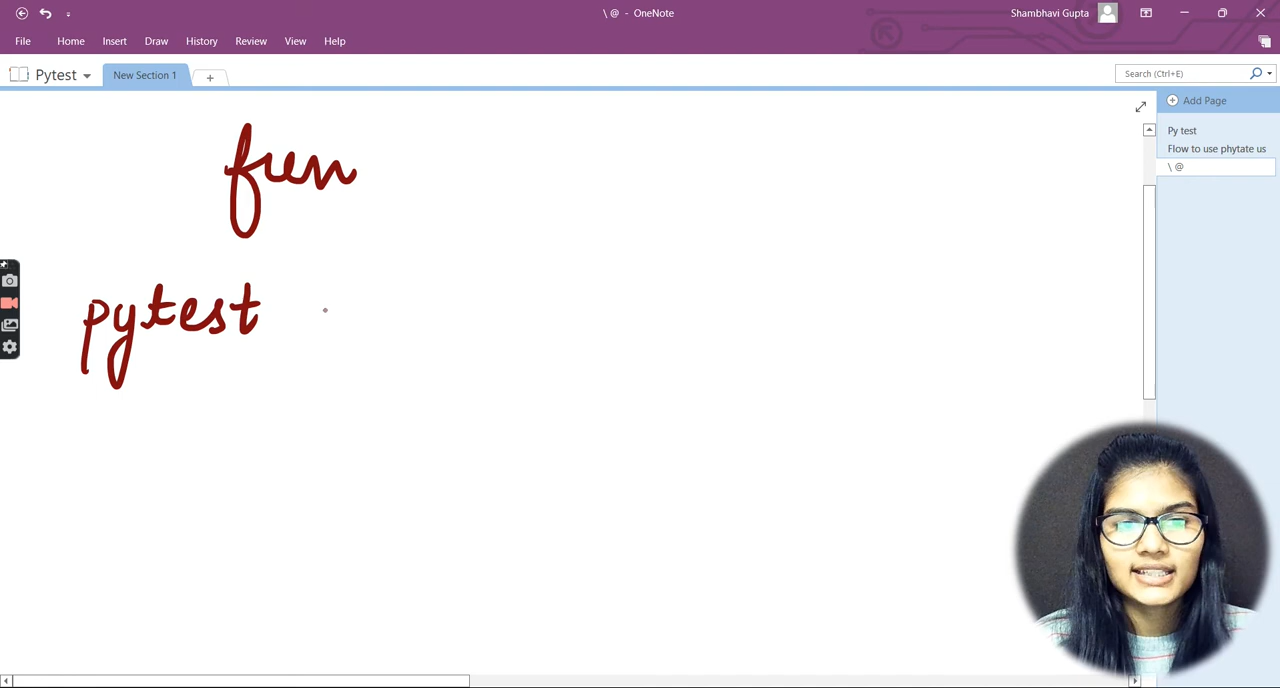 \ @ - OneNote
Shambhavi Gupta
File Home Insert Draw History Review View Help
Pytest New Section 1 +
Search (Ctrl+E)
Add Page
Py test
Flow to use phytate us
\ @
fun
pytest